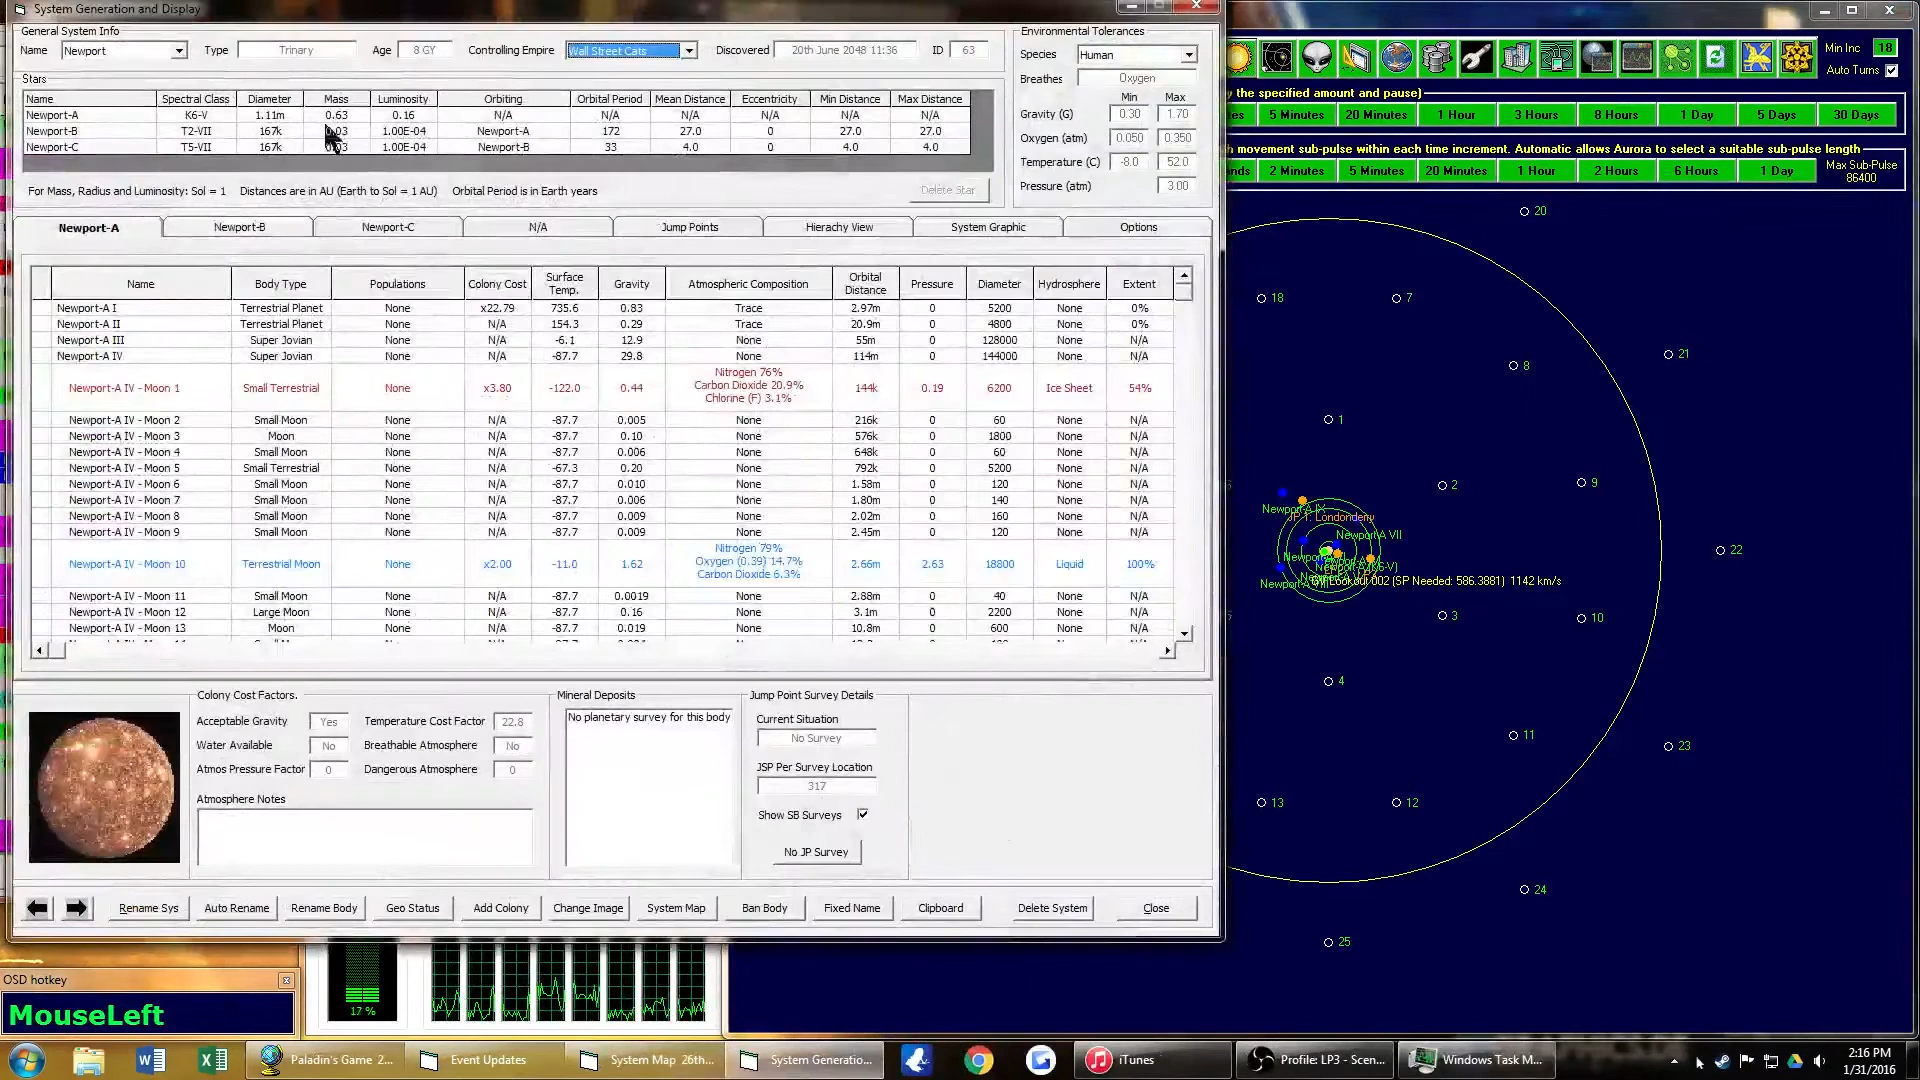 System Generation and Display
General System Info
Name Newport Type Trinary Age 8 GY Controlling Empire Wall Street Cats Discovered 20th June 2048 11:36 ID 63
Stars
Name Spectral Class Diameter Mass Luminosity Orbiting Orbital Period Mean Distance Eccentricity Min Distance Max Distance
Newport-A K6-V 1.11m 0.63 0.16 N/A N/A N/A N/A N/A N/A
Newport-B T2-VII 167k 0.03 1.00E-04 Newport-A 172 27.0 0 27.0 27.0
Newport-C T5-VII 167k 1.00E-04 Newport-B 33 4.0 0 4.0 4.0
For Mass, Radius and Luminosity: Sol = 1 Distances are in AU (Earth to Sol = 1 AU) Orbital Period is in Earth years
Delete Star
Environmental Tolerances
Species Human
Breathes Oxygen
Min Max
Gravity (G) 0.30 1.70
Oxygen (atm) 0.050 0.350
Temperature (C) -8.0 52.0
Pressure (atm) 3.00
Newport-A Newport-B Newport-C N/A Jump Points Hierachy View System Graphic Options
Name Body Type Populations Colony Cost Surface Temp. Gravity Atmospheric Composition Orbital Distance Pressure Diameter Hydrosphere Extent
Newport-A I Terrestrial Planet None x22.79 735.6 0.83 Trace 2.97m 0 5200 None 0%
Newport-A II Terrestrial Planet None N/A 154.3 0.29 Trace 20.9m 0 4800 None 0%
Newport-A III Super Jovian None N/A -6.1 12.9 None 55m 0 128000 None N/A
Newport-A IV Super Jovian None N/A -87.7 29.8 None 114m 0 144000 None N/A
Nitrogen 76%
Newport-A IV - Moon 1 Small Terrestrial None x3.80 -122.0 0.44 Carbon Dioxide 20.9% 144k 0.19 6200 Ice Sheet 54%
Chlorine (F) 3.1%
Newport-A IV - Moon 2 Small Moon None N/A -87.7 0.005 None 216k 0 60 None N/A
Newport-A IV - Moon 3 Moon None N/A -87.7 0.10 None 576k 0 1800 None N/A
Newport-A IV - Moon 4 Small Moon None N/A -87.7 0.006 None 648k 0 60 None N/A
Newport-A IV - Moon 5 Small Terrestrial None N/A -67.3 0.20 None 792k 0 5200 None N/A
Newport-A IV - Moon 6 Small Moon None N/A -87.7 0.010 None 1.58m 0 120 None N/A
Newport-A IV - Moon 7 Small Moon None N/A -87.7 0.006 None 1.80m 0 140 None N/A
Newport-A IV - Moon 8 Small Moon None N/A -87.7 0.009 None 2.02m 0 160 None N/A
Newport-A IV - Moon 9 Small Moon None N/A -87.7 0.009 None 2.45m 0 120 None N/A
Nitrogen 79%
Newport-A IV - Moon 10 Terrestrial Moon None x2.00 -11.0 1.62 Oxygen (0.39) 14.7% 2.66m 2.63 18800 Liquid 100%
Carbon Dioxide 6.3%
Newport-A IV - Moon 11 Small Moon None N/A -87.7 0.0019 None 2.88m 0 40 None N/A
Newport-A IV - Moon 12 Large Moon None N/A -87.7 0.16 None 3.1m 0 2200 None N/A
Newport-A IV - Moon 13 Moon None N/A -87.7 0.019 None 10.8m 0 600 None N/A
Colony Cost Factors.
Acceptable Gravity Yes Temperature Cost Factor 22.8
Water Available No Breathable Atmosphere No
Atmos Pressure Factor 0 Dangerous Atmosphere 0
Atmosphere Notes
Mineral Deposits
No planetary survey for this body
Jump Point Survey Details
Current Situation
No Survey
JSP Per Survey Location
317
Show SB Surveys
No JP Survey
Rename Sys Auto Rename Rename Body Geo Status Add Colony Change Image System Map Ban Body Fixed Name Clipboard Delete System Close
Min Inc 18
Auto Turns
the specified amount and pause)
5 Minutes 20 Minutes 1 Hour 3 Hours 8 Hours 1 Day 5 Days 30 Days
movement sub-pulse within each time increment. Automatic allows Aurora to select a suitable sub-pulse length
2 Minutes 5 Minutes 20 Minutes 1 Hour 2 Hours 6 Hours 1 Day
Max Sub-Pulse
86400
20
18
7
21
8
1
2
9
Newport-A IX
JP 1: Londonderry
Newport-A VII
22
002 (SP Needed: 586.3881) 1142 km/s
3
10
4
11
23
13
12
24
25
OSD hotkey
MouseLeft
17 %
Paladin's Game 2... Event Updates System Map 26th... System Generatio... iTunes Profile: LP3 - Scen... Windows Task M...
2:16 PM
1/31/2016